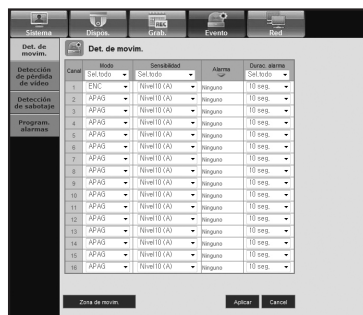 Sistema Dispos. Grab. Evento Red
Det. de movim.
Detección de pérdida de vídeo
Detección de sabotaje
Program. alarmas
Det. de movim.
Canal Modo Sensibilidad Alarma Durac. alarma
Sel.todo Sel.todo Sel.todo
1 ENC Nivel10 (A) Ninguno 10 seg.
2 APAG Nivel10 (A) Ninguno 10 seg.
3 APAG Nivel10 (A) Ninguno 10 seg.
4 APAG Nivel10 (A) Ninguno 10 seg.
5 APAG Nivel10 (A) Ninguno 10 seg.
6 APAG Nivel10 (A) Ninguno 10 seg.
7 APAG Nivel10 (A) Ninguno 10 seg.
8 APAG Nivel10 (A) Ninguno 10 seg.
9 APAG Nivel10 (A) Ninguno 10 seg.
10 APAG Nivel10 (A) Ninguno 10 seg.
11 APAG Nivel10 (A) Ninguno 10 seg.
12 APAG Nivel10 (A) Ninguno 10 seg.
13 APAG Nivel10 (A) Ninguno 10 seg.
14 APAG Nivel10 (A) Ninguno 10 seg.
15 APAG Nivel10 (A) Ninguno 10 seg.
16 APAG Nivel10 (A) Ninguno 10 seg.
Zona de movim. Aplicar Cancel